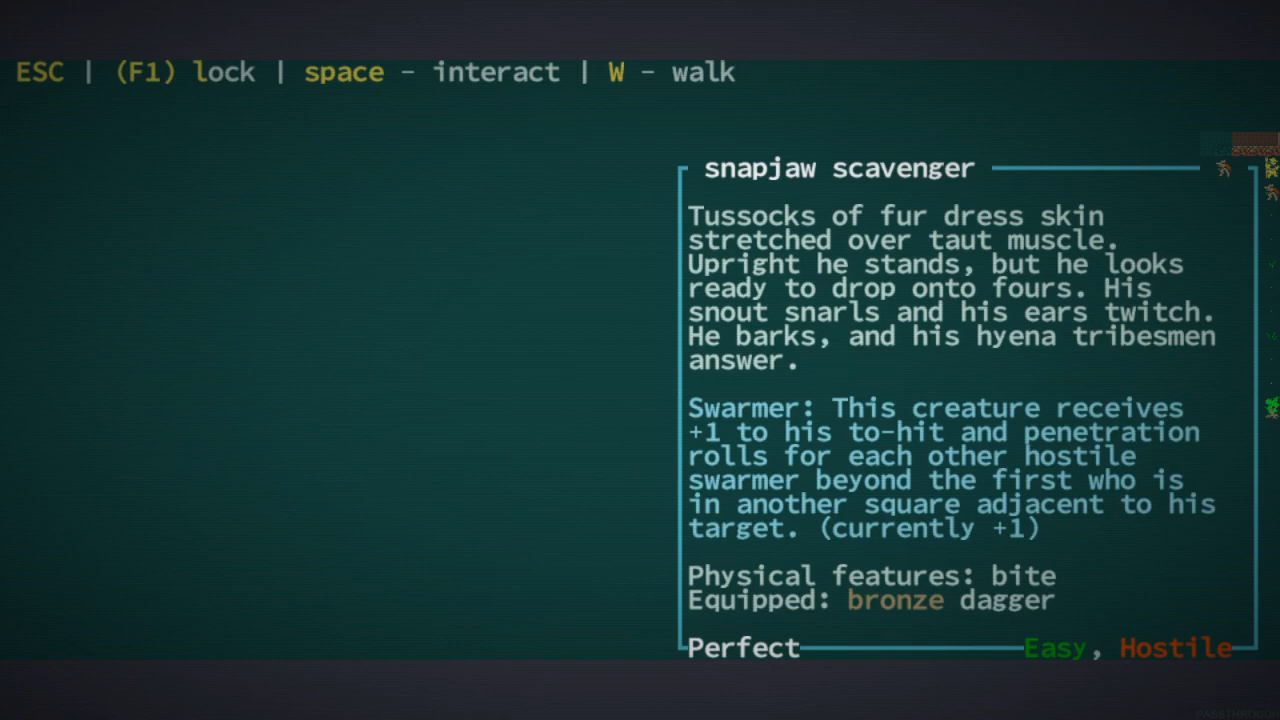 ESC | (F1) lock | space - interact | W - walk
snapjaw scavenger
Tussocks of fur dress skin
stretched over taut muscle.
Upright he stands, but he looks
ready to drop onto fours. His
snout snarls and his ears twitch.
He barks, and his hyena tribesmen
answer.
Swarmer: This creature receives
+1 to his to-hit and penetration
rolls for each other hostile
swarmer beyond the first who is
in another square adjacent to his
target. (currently +1)
Physical features: bite
Equipped: bronze dagger
Perfect Easy, Hostile